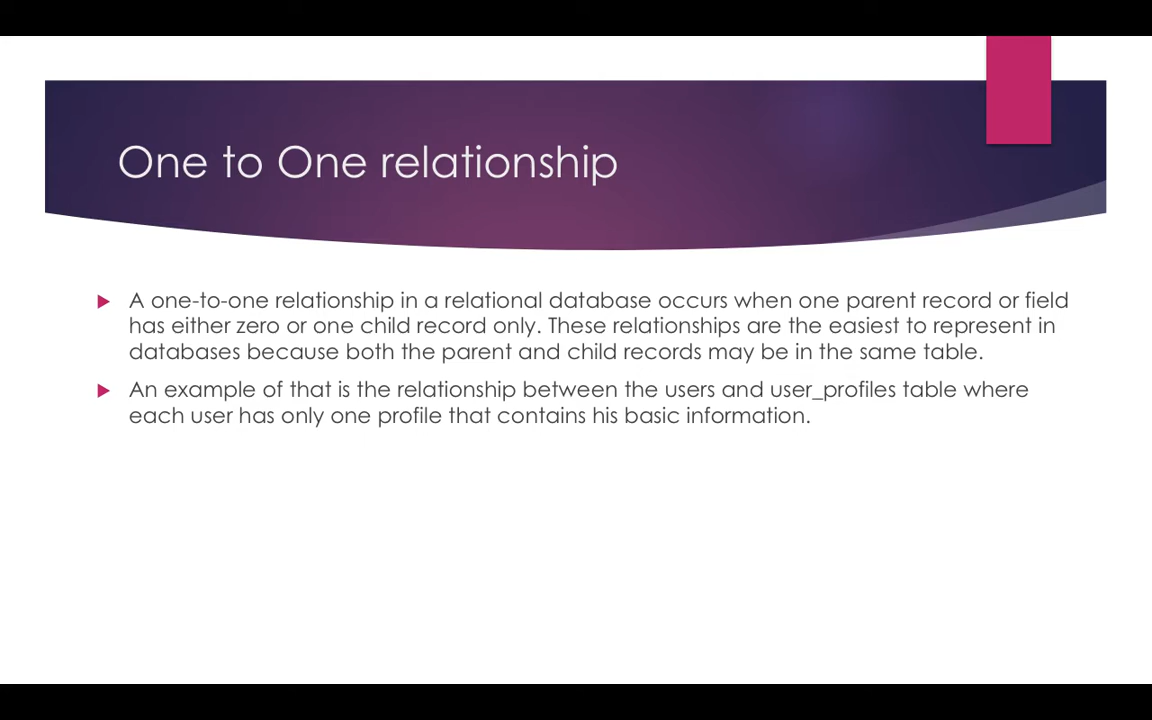 One to One relationship
A one-to-one relationship in a relational database occurs when one parent record or field
has either zero or one child record only. These relationships are the easiest to represent in
databases because both the parent and child records may be in the same table.
An example of that is the relationship between the users and user_profiles table where
each user has only one profile that contains his basic information.